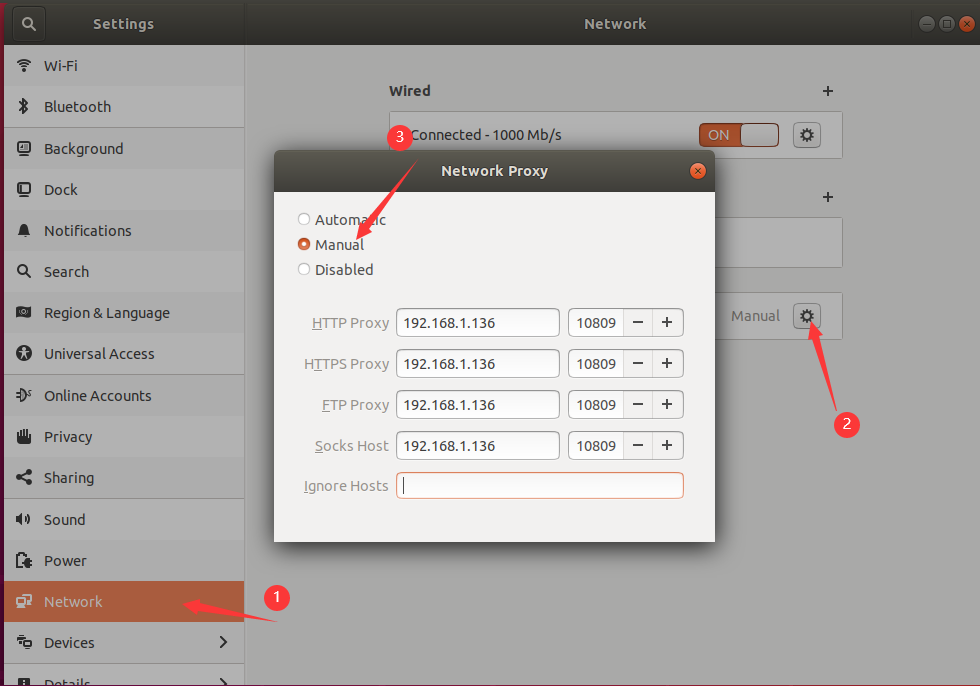 Settings
Network
Wi-Fi
Bluetooth
Background
Dock
Notifications
Search
Region & Language
Universal Access
Online Accounts
Privacy
Sharing
Sound
Power
Network
Devices
Details
Wired
Connected - 1000 Mb/s
ON
Manual
3
Network Proxy
Automatic
Manual
Disabled
HTTP Proxy 192.168.1.136 10809
HTTPS Proxy 192.168.1.136 10809
FTP Proxy 192.168.1.136 10809
Socks Host 192.168.1.136 10809
Ignore Hosts
2
1